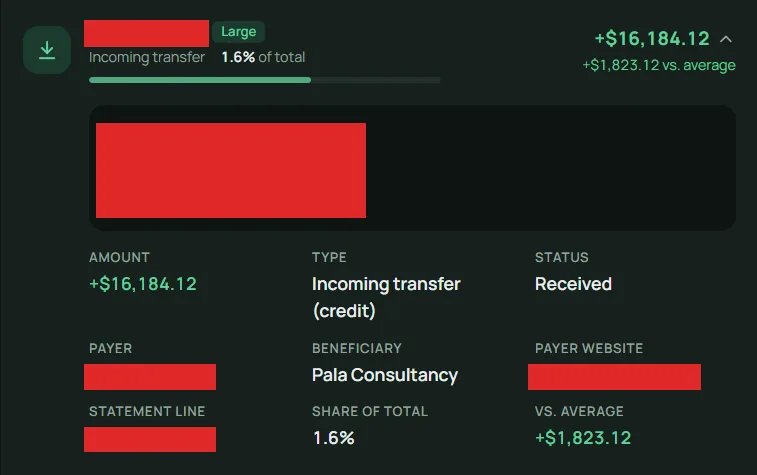 Large
+$16,184.12
Incoming transfer 1.6% of total
+$1,823.12 vs. average
AMOUNT TYPE STATUS
+$16,184.12 Incoming transfer (credit) Received
PAYER BENEFICIARY PAYER WEBSITE
Pala Consultancy
STATEMENT LINE SHARE OF TOTAL VS. AVERAGE
1.6% +$1,823.12